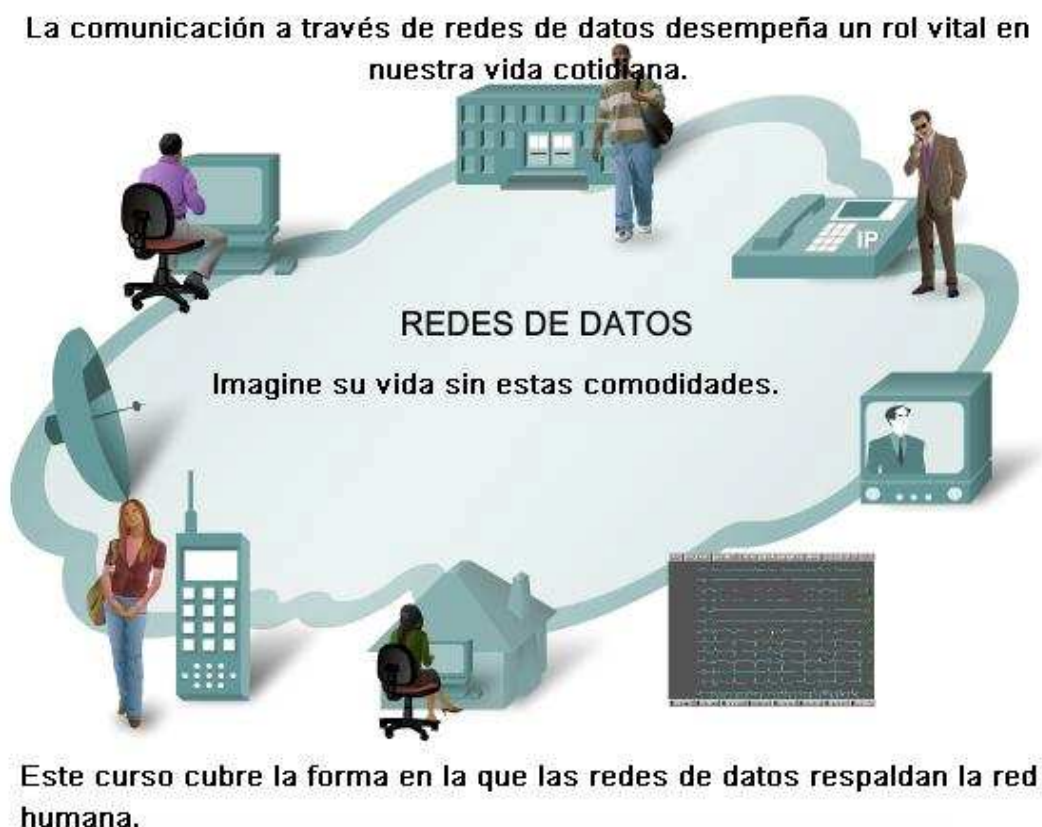 La comunicación a través de redes de datos desempeña un rol vital en
nuestra vida cotidiana.
IP
REDES DE DATOS
Imagine su vida sin estas comodidades.
Este curso cubre la forma en la que las redes de datos respaldan la red
humana.